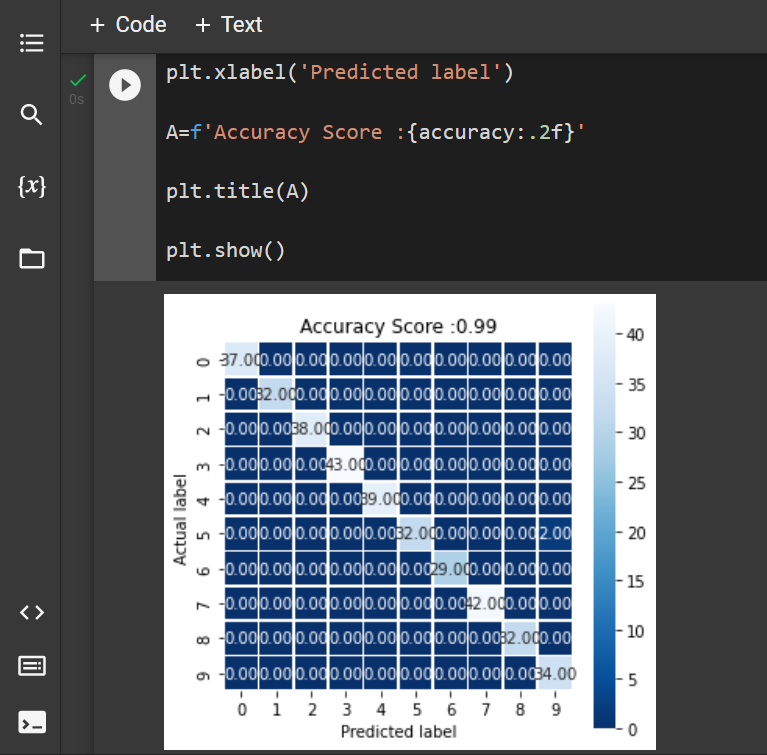 + Code + Text
{x}
0s
plt.xlabel('Predicted label')
A=f'Accuracy Score :{accuracy:.2f}'
plt.title(A)
plt.show()
Accuracy Score :0.99
Actual label
0 37.00 0.00 0.00 0.00 0.00 0.00 0.00 0.00 0.00 0.00
1 0.00 32.00 0.00 0.00 0.00 0.00 0.00 0.00 0.00 0.00
2 0.00 0.00 38.00 0.00 0.00 0.00 0.00 0.00 0.00 0.00
3 0.00 0.00 0.00 43.00 0.00 0.00 0.00 0.00 0.00 0.00
4 0.00 0.00 0.00 0.00 39.00 0.00 0.00 0.00 0.00 0.00
5 0.00 0.00 0.00 0.00 0.00 32.00 0.00 0.00 0.00 2.00
6 0.00 0.00 0.00 0.00 0.00 0.00 29.00 0.00 0.00 0.00
7 0.00 0.00 0.00 0.00 0.00 0.00 0.00 42.00 0.00 0.00
8 0.00 0.00 0.00 0.00 0.00 0.00 0.00 0.00 32.00 0.00
9 0.00 0.00 0.00 0.00 0.00 0.00 0.00 0.00 0.00 34.00
0 1 2 3 4 5 6 7 8 9
Predicted label
40
35
30
25
20
15
10
5
0